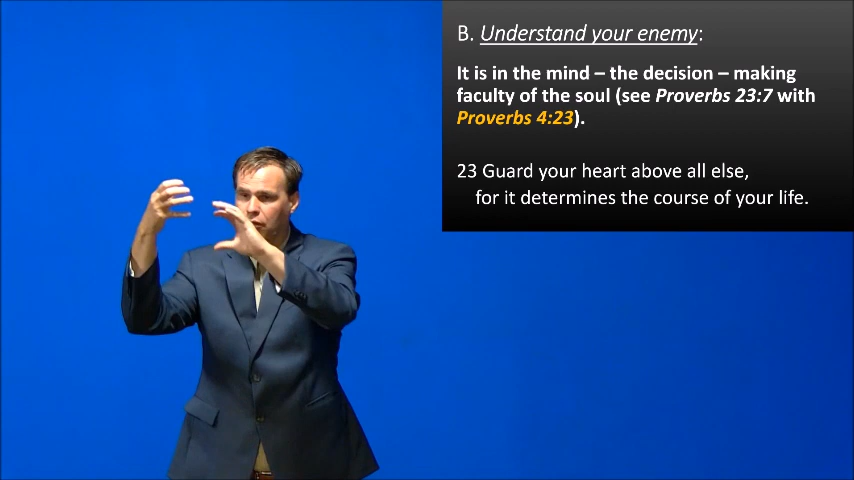 B. Understand your enemy:
It is in the mind – the decision – making
faculty of the soul (see Proverbs 23:7 with
Proverbs 4:23).
23 Guard your heart above all else,
for it determines the course of your life.